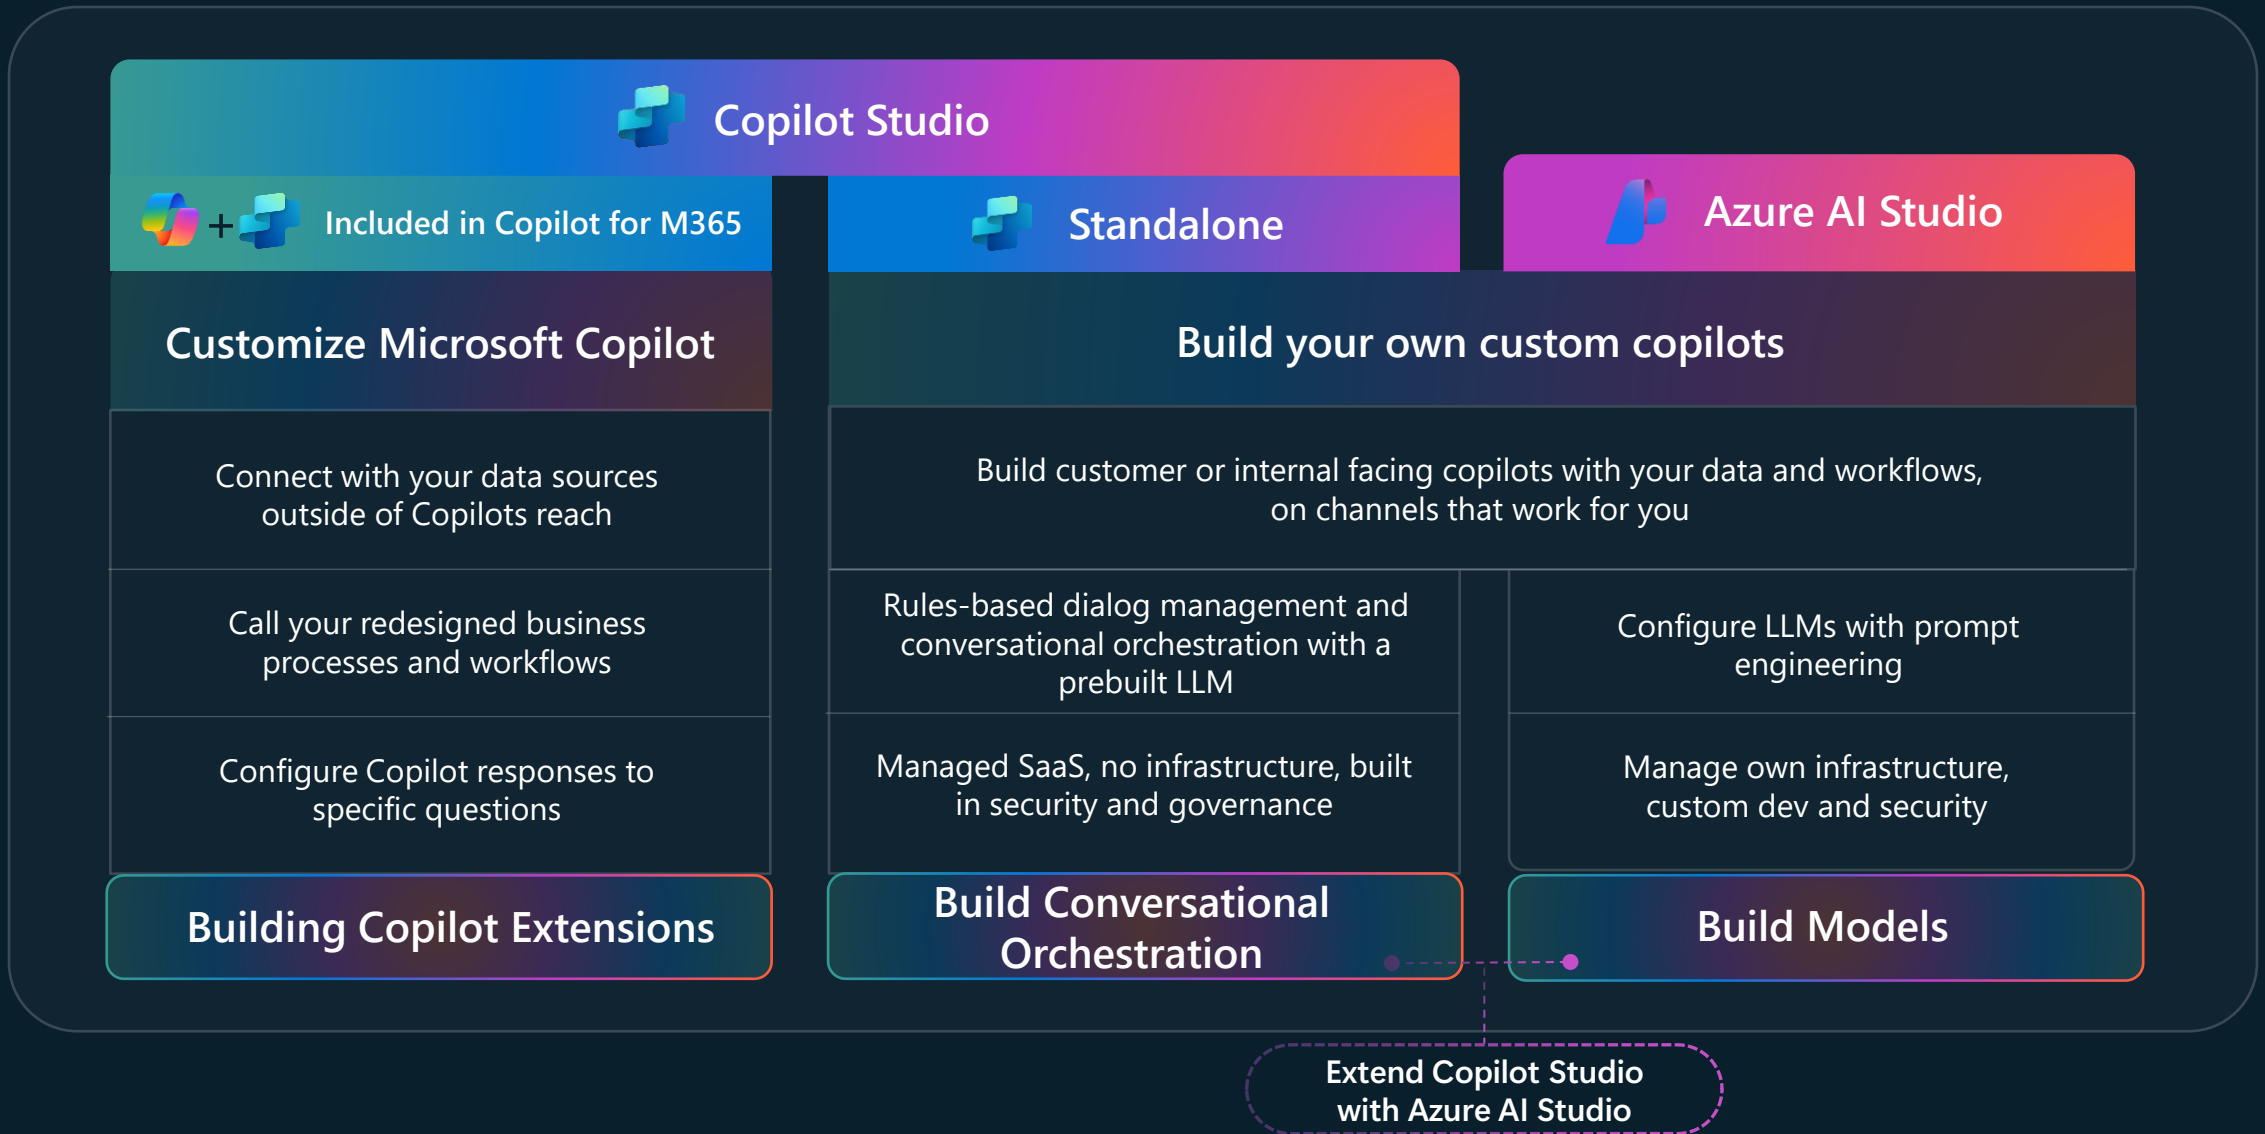 Copilot Studio
+ Included in Copilot for M365
Standalone
Azure AI Studio
Customize Microsoft Copilot
Build your own custom copilots
Connect with your data sources
outside of Copilots reach
Build customer or internal facing copilots with your data and workflows,
on channels that work for you
Call your redesigned business
processes and workflows
Rules-based dialog management and
conversational orchestration with a
prebuilt LLM
Configure LLMs with prompt
engineering
Configure Copilot responses to
specific questions
Managed SaaS, no infrastructure, built
in security and governance
Manage own infrastructure,
custom dev and security
Building Copilot Extensions
Build Conversational
Orchestration
Build Models
Extend Copilot Studio
with Azure AI Studio